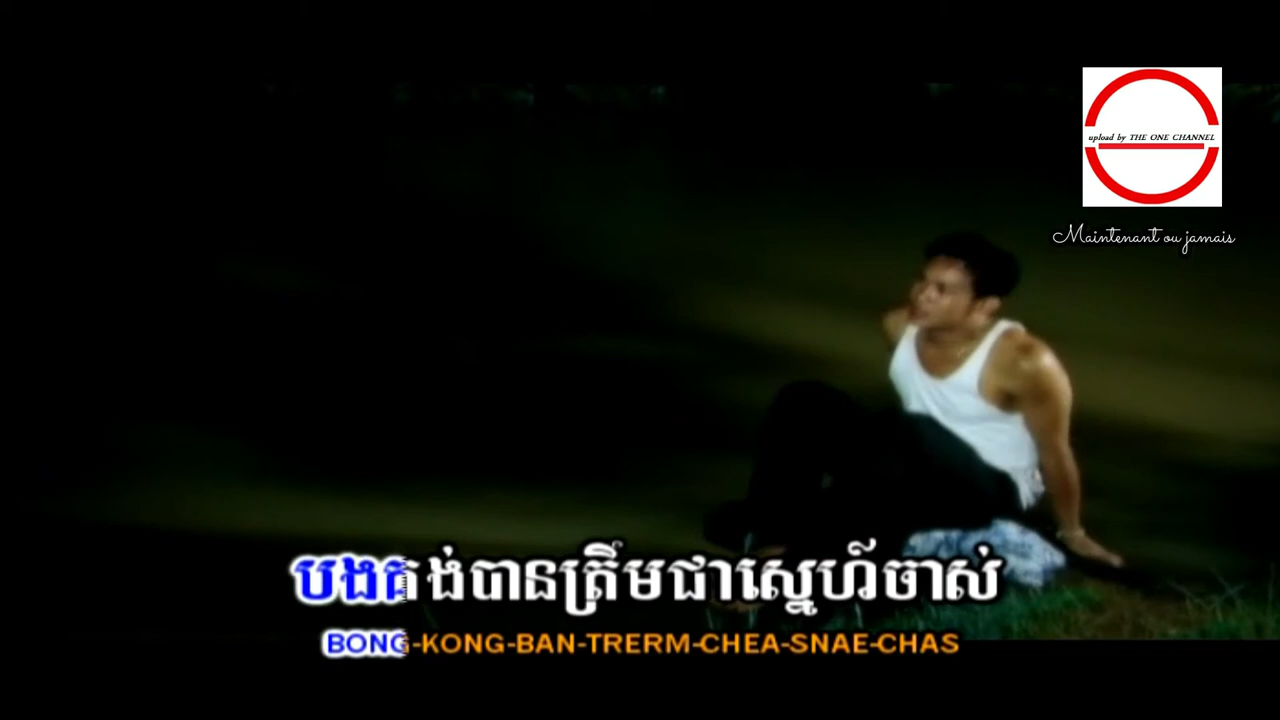 upload by THE ONE CHANNEL
Maintenant ou jamais
បងគង់បានត្រឹមជាស្នេហ៍ចាស់
BONG-KONG-BAN-TRERM-CHEA-SNAE-CHAS